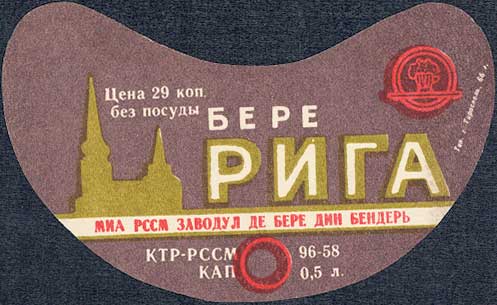 Цена 29 коп.
без посуды
БЕРЕ
РИГА
МИА РССМ ЗАВОДУЛ ДЕ БЕРЕ ДИН БЕНДЕРЬ
КТР-РССМ 96-58
КАП 0,5 л.
66 г.